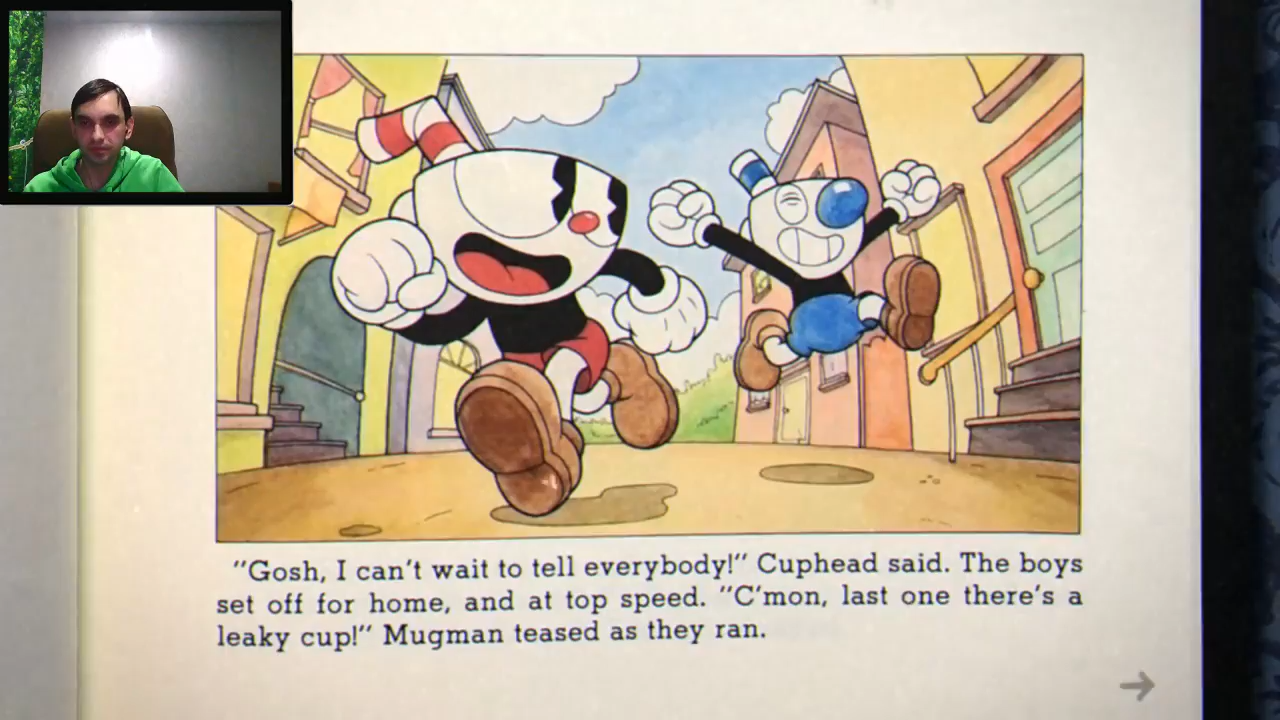 "Gosh, I can't wait to tell everybody!" Cuphead said. The boys
set off for home, and at top speed. "C'mon, last one there's a
leaky cup!" Mugman teased as they ran.